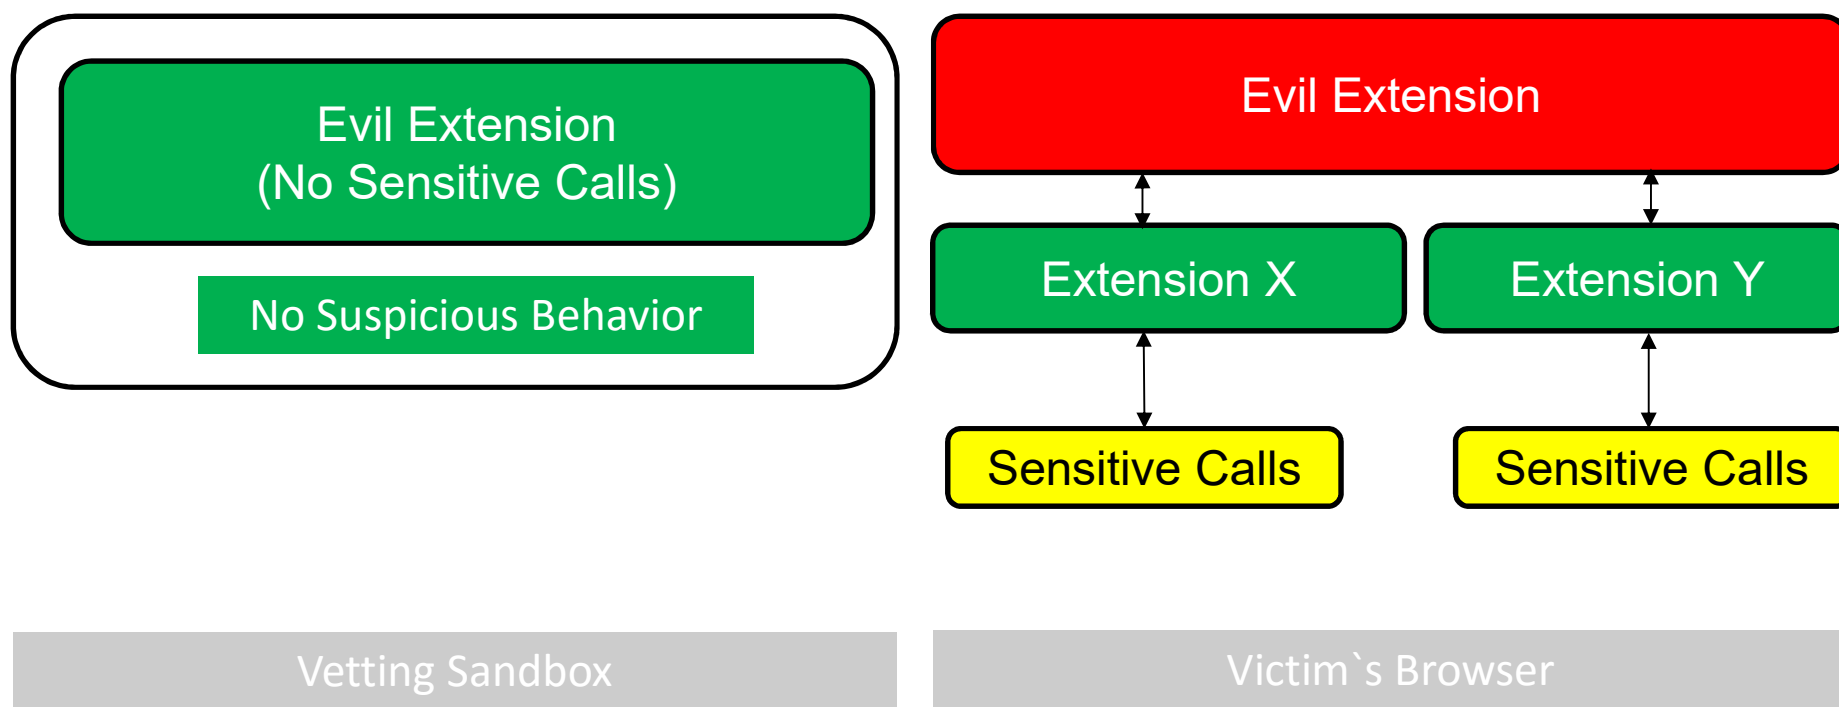 Evil Extension
(No Sensitive Calls)
No Suspicious Behavior
Vetting Sandbox
Evil Extension
Extension X
Extension Y
Sensitive Calls
Sensitive Calls
Victim`s Browser